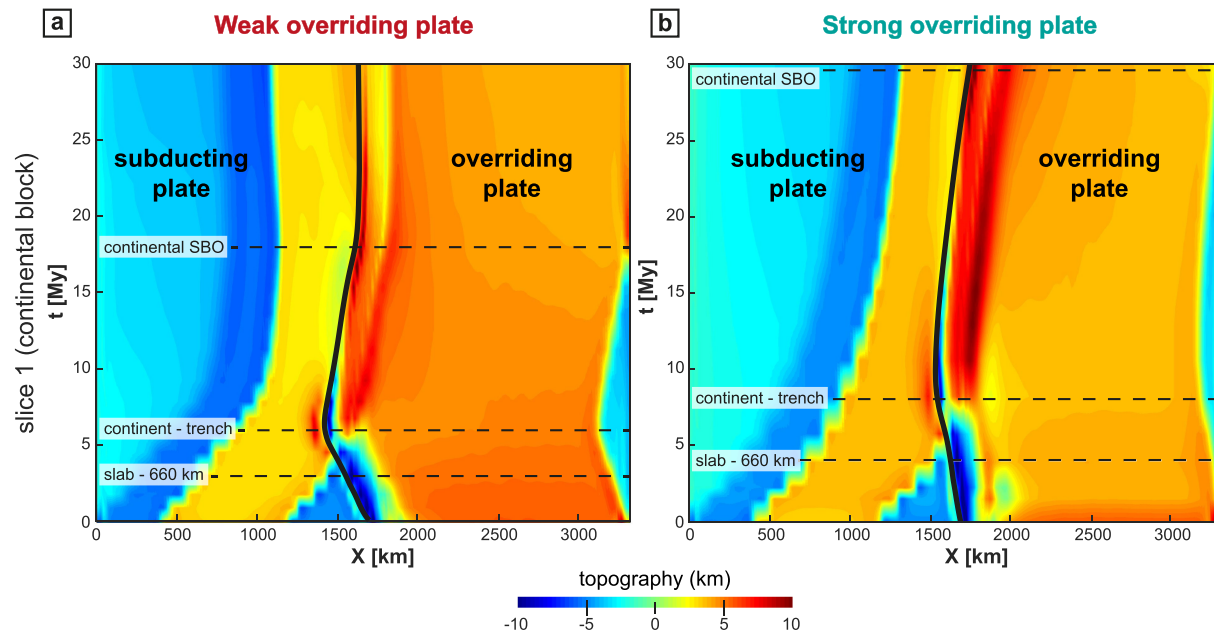 a
Weak overriding plate
b
Strong overriding plate
slice 1 (continental block)
t [My]
30
25
20
15
10
5
0
subducting
plate
overriding
plate
continental SBO
continent - trench
slab - 660 km
0
500
1000
1500
2000
2500
3000
X [km]
t [My]
30
25
20
15
10
5
0
continental SBO
subducting
plate
overriding
plate
continent - trench
slab - 660 km
0
500
1000
1500
2000
2500
3000
X [km]
topography (km)
-10
-5
0
5
10